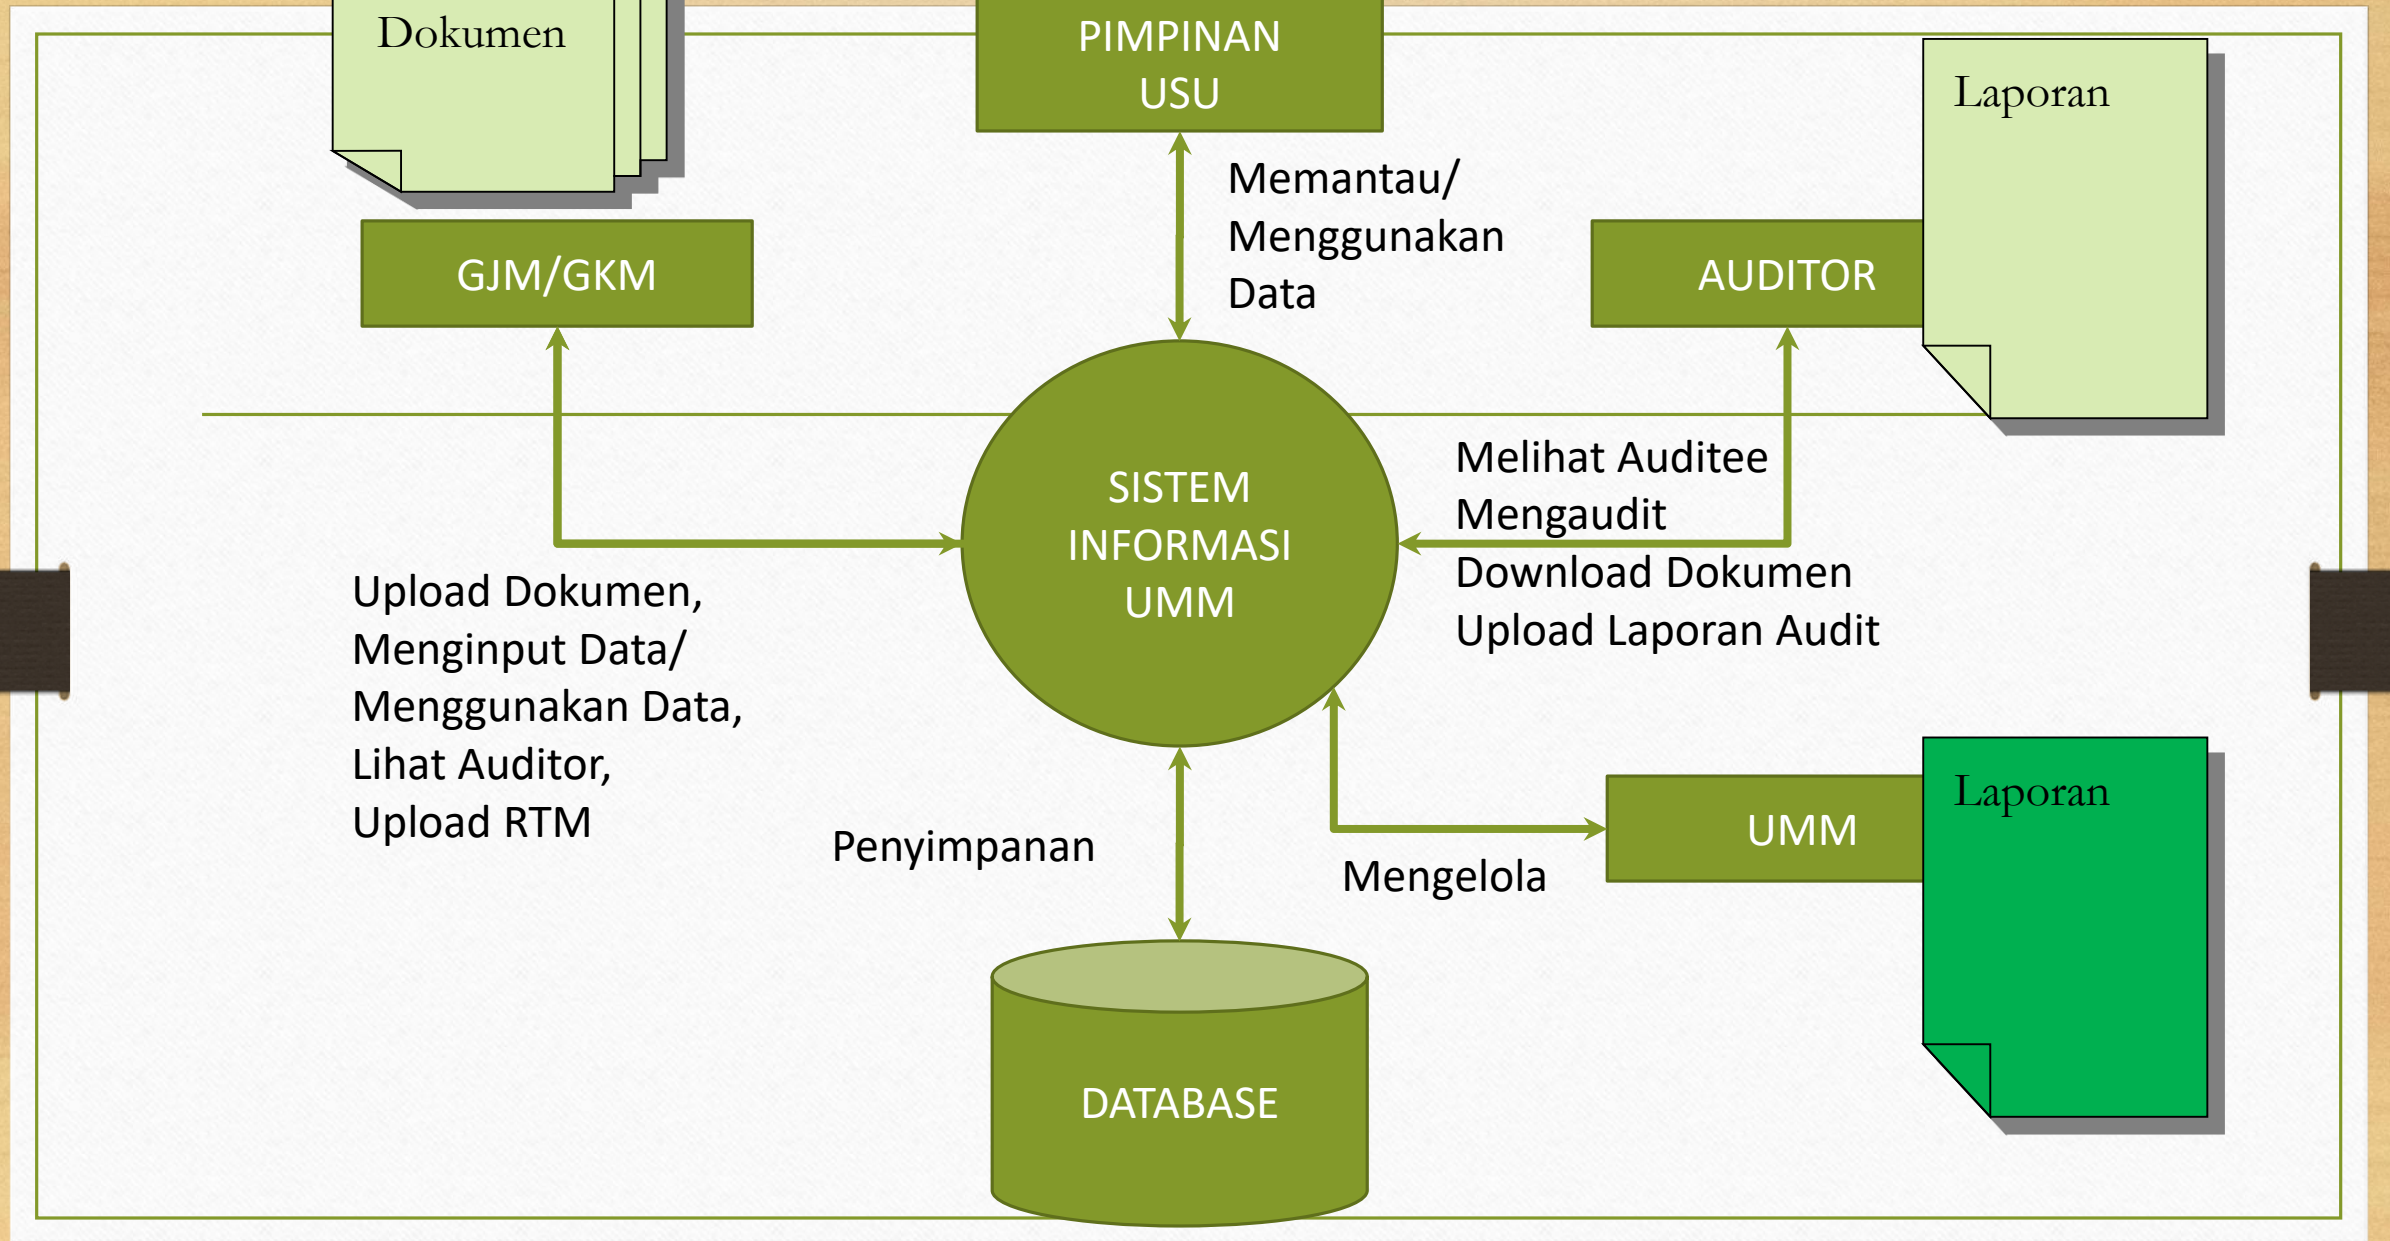 Dokumen
PIMPINAN
USU
Laporan
Memantau/
Menggunakan
Data
GJM/GKM
AUDITOR
SISTEM
INFORMASI
UMM
Melihat Auditee
Mengaudit
Download Dokumen
Upload Laporan Audit
Upload Dokumen,
Menginput Data/
Menggunakan Data,
Lihat Auditor,
Upload RTM
Penyimpanan
Mengelola
UMM
Laporan
DATABASE